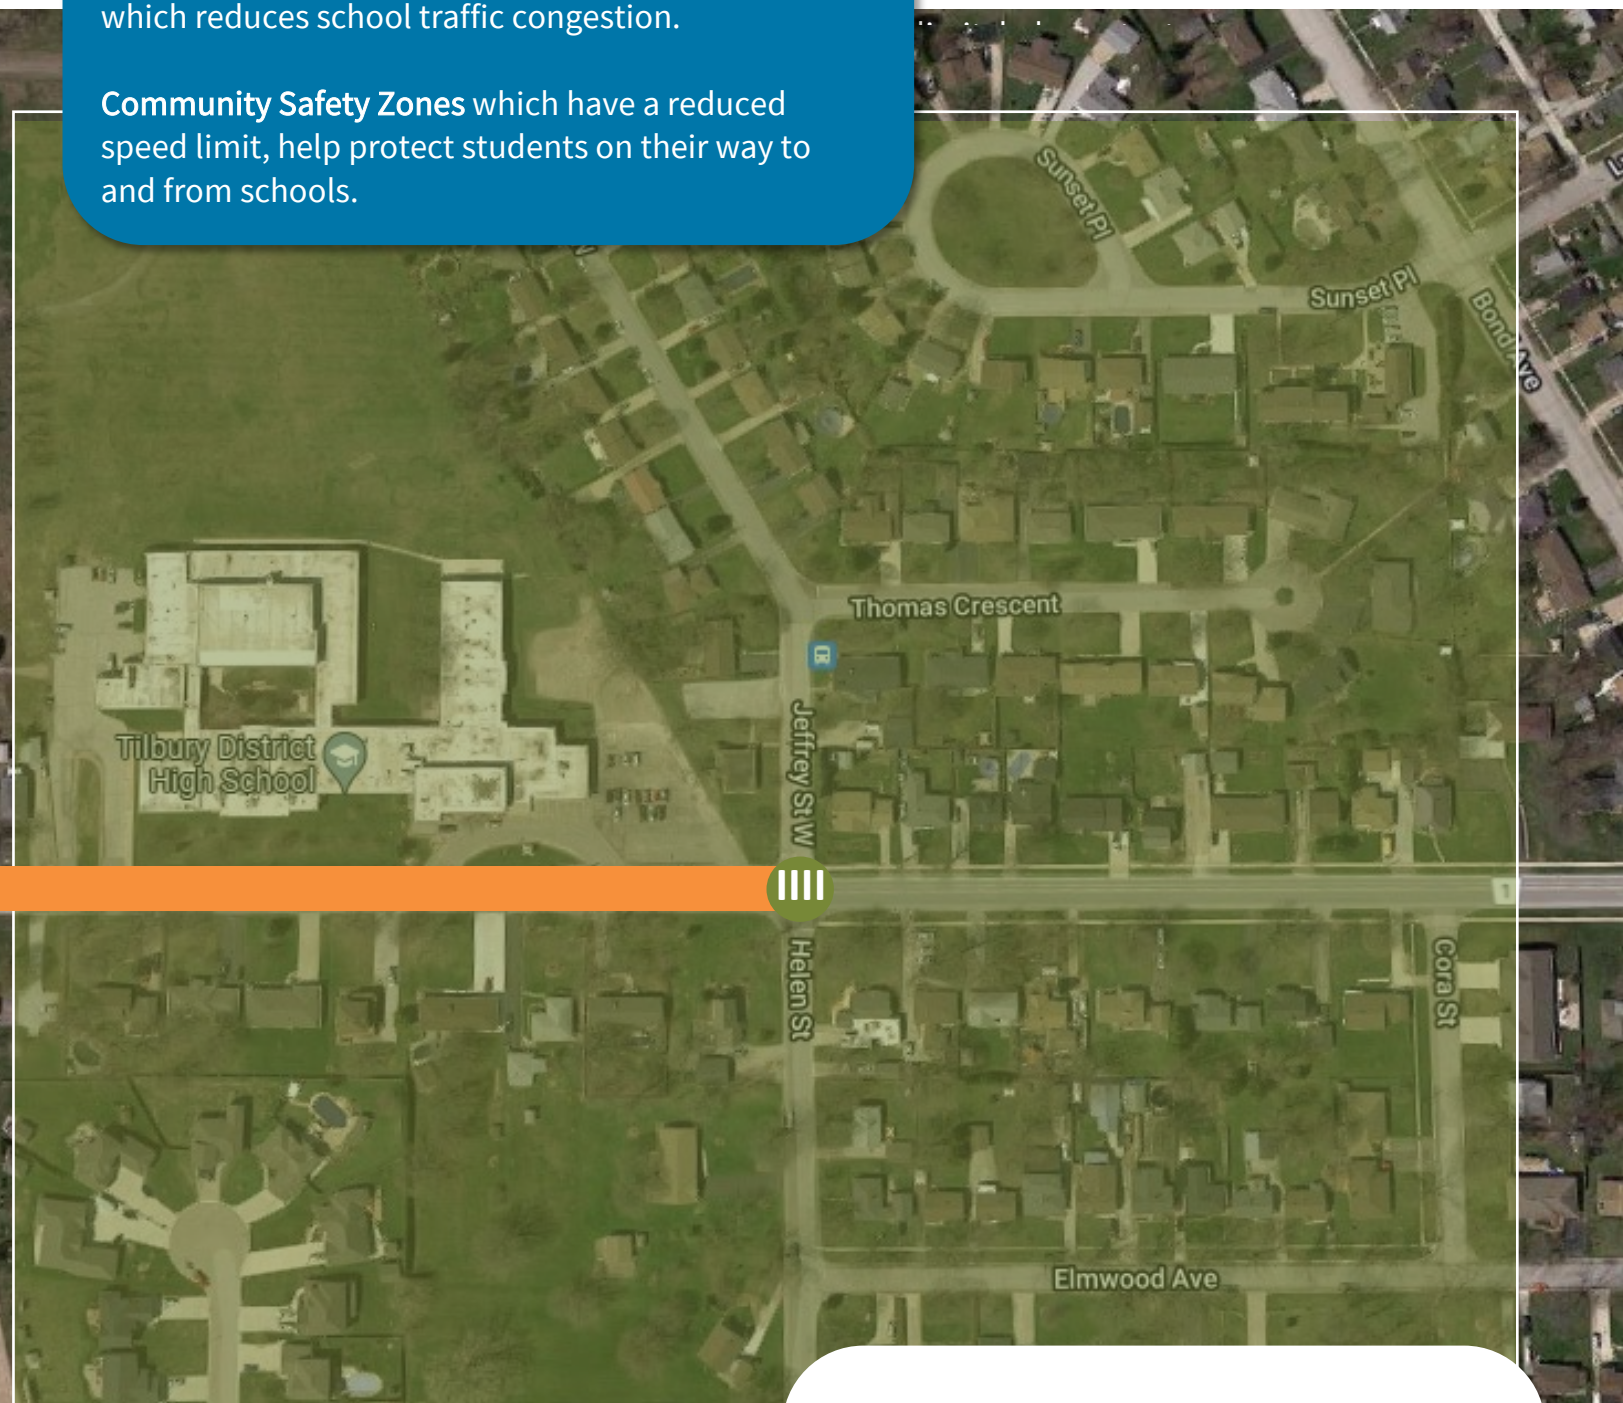 which reduces school traffic congestion.
Community Safety Zones which have a reduced
speed limit, help protect students on their way to
and from schools.
Sunset Pl
Sunset Pl
Bond Ave
Thomas Crescent
Jeffrey St W
Tilbury District
High School
Helen St
Cora St
Elmwood Ave